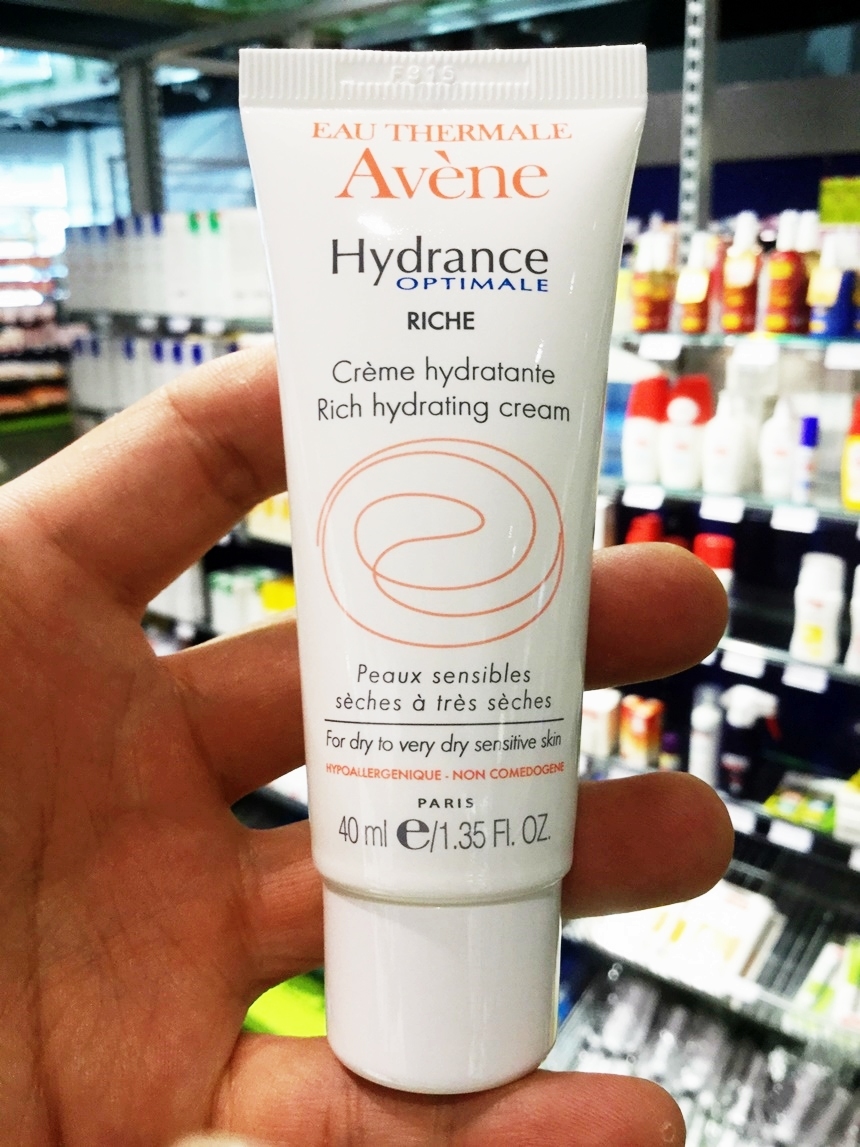 F316
EAU THERMALE
Avène
Hydrance
OPTIMALE
RICHE
Crème hydratante
Rich hydrating cream
Peaux sensibles
sèches à très sèches
For dry to very dry sensitive skin
HYPOALLERGENIQUE - NON COMEDOGENE
PARIS
40 ml e/1.35 Fl. OZ.